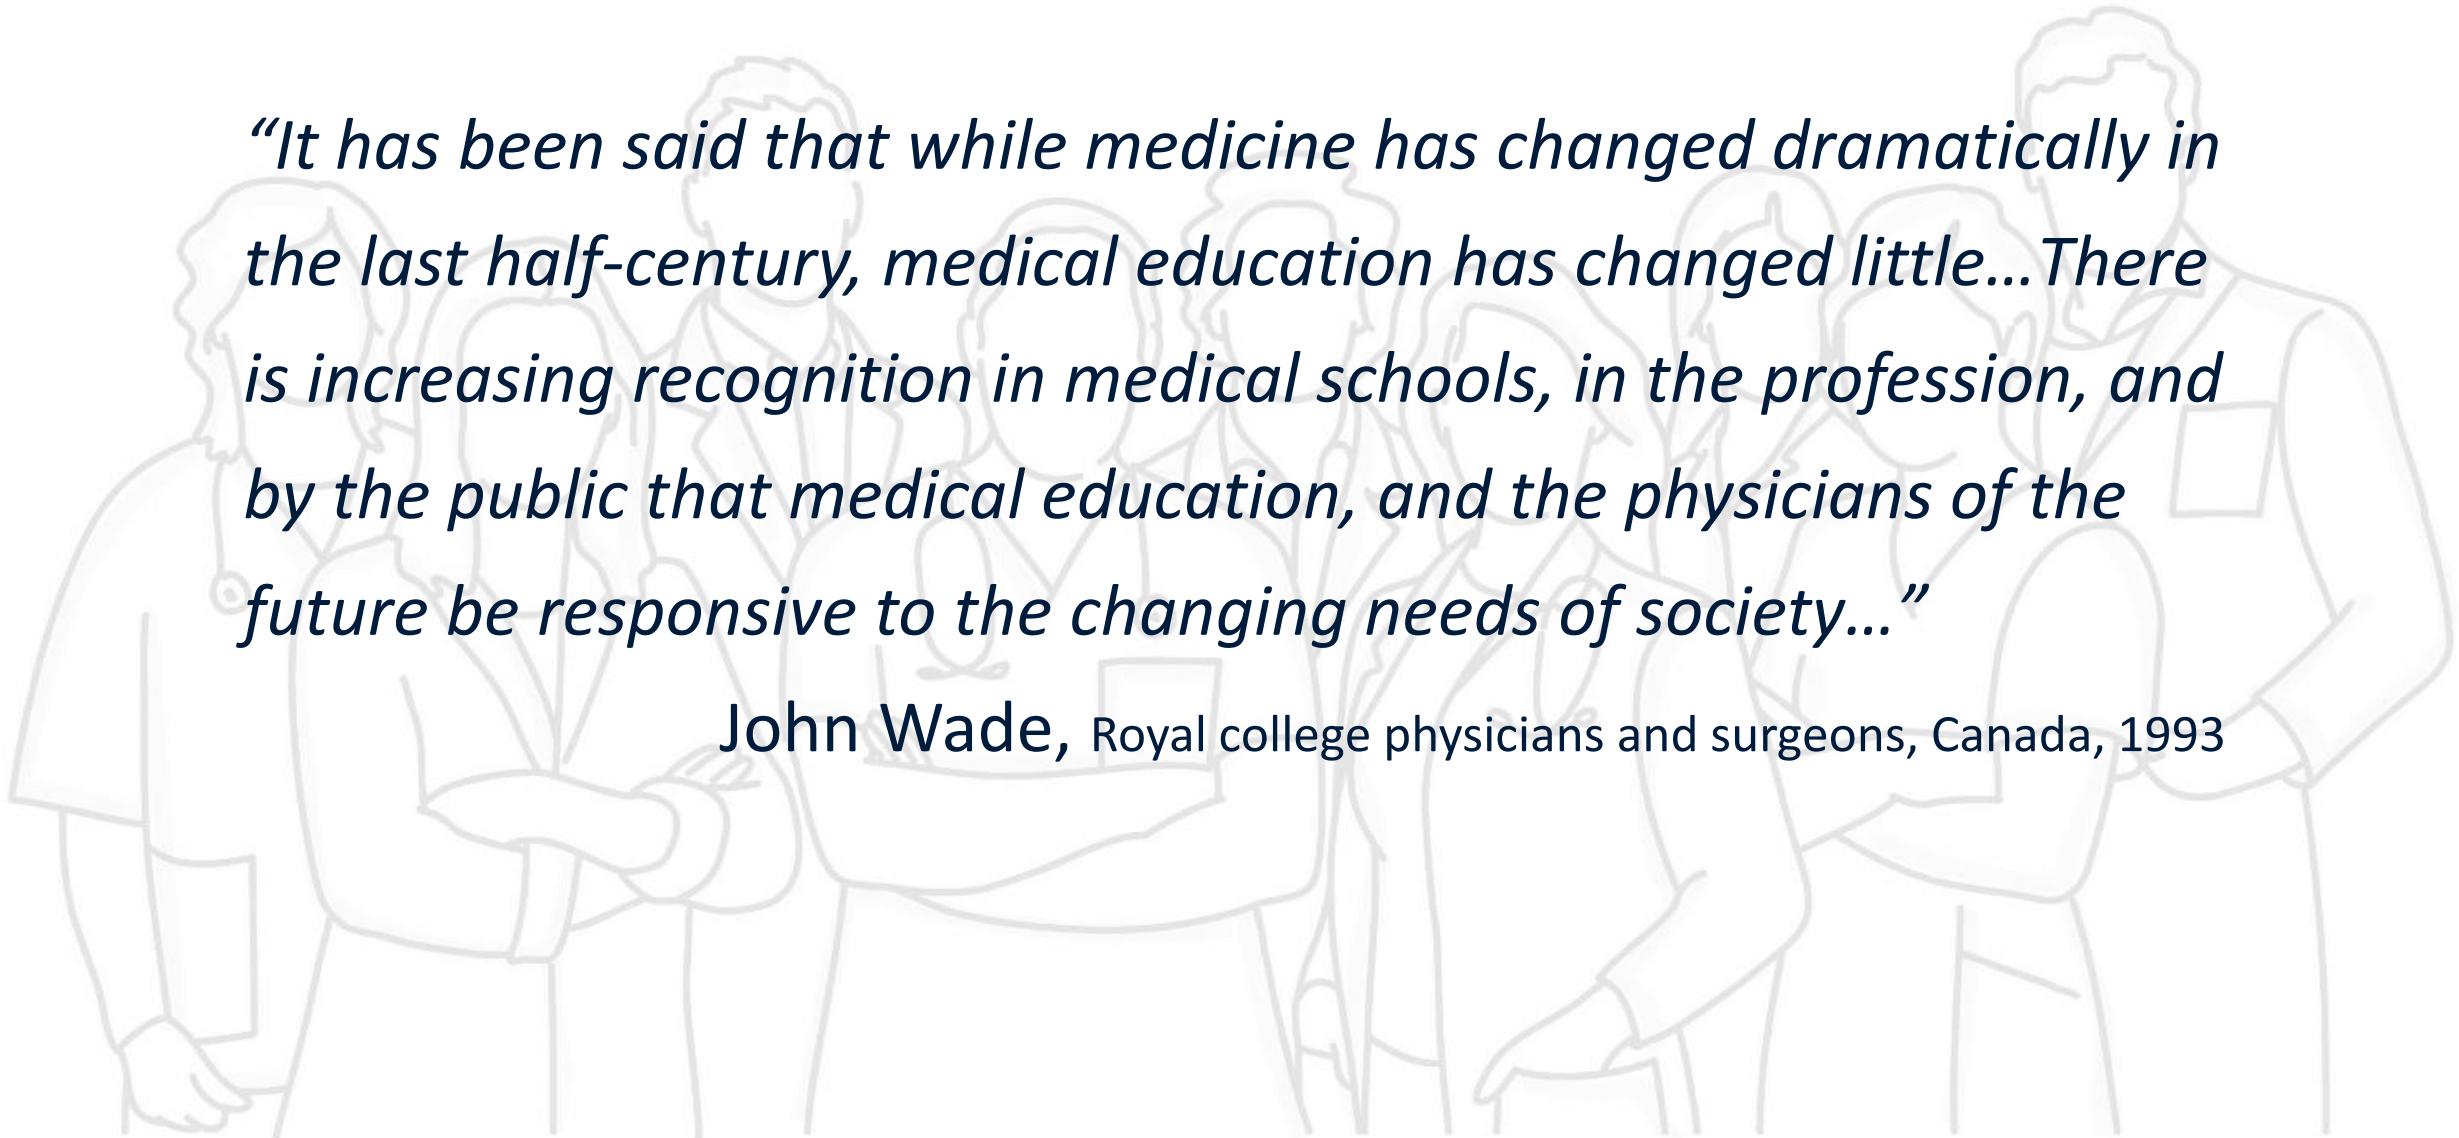 “It has been said that while medicine has changed dramatically in
the last half-century, medical education has changed little…There
is increasing recognition in medical schools, in the profession, and
by the public that medical education, and the physicians of the
future be responsive to the changing needs of society…”
John Wade, Royal college physicians and surgeons, Canada, 1993